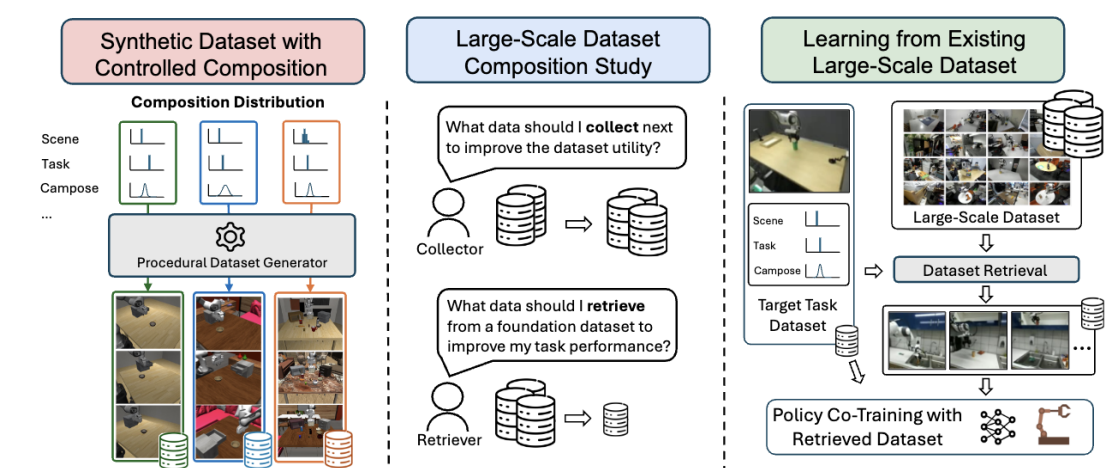 Synthetic Dataset with
Controlled Composition
Composition Distribution
Scene
Task
Campose
...
Procedural Dataset Generator
Large-Scale Dataset
Composition Study
What data should I collect next
to improve the dataset utility?
Collector
What data should I retrieve
from a foundation dataset to
improve my task performance?
Retriever
Learning from Existing
Large-Scale Dataset
Large-Scale Dataset
Scene
Task
Campose
Target Task
Dataset
Dataset Retrieval
...
Policy Co-Training with
Retrieved Dataset